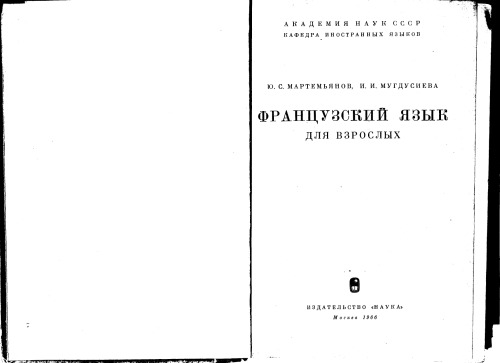 АКАДЕМИЯ НАУК СССР
КАФЕДРА ИНОСТРАННЫХ ЯЗЫКОВ
Ю. С. МАРТЕМЬЯНОВ, И. И. МУГДУСИЕВА
ФРАНЦУЗСКИЙ ЯЗЫК
ДЛЯ ВЗРОСЛЫХ
ИЗДАТЕЛЬСТВО «НАУКА»
Москва 1966